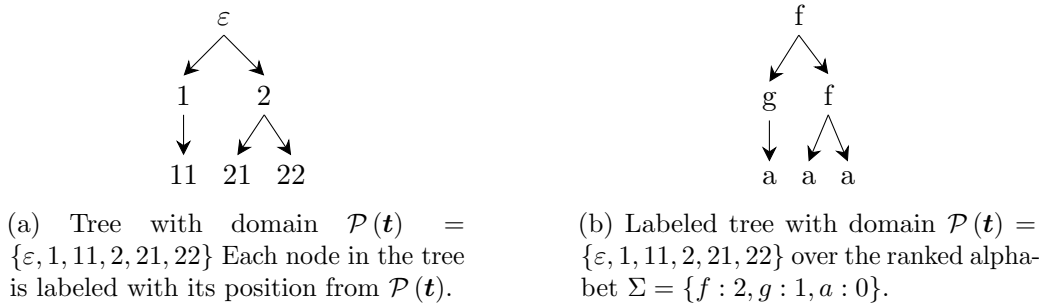 ε
1 2
11 21 22
(a) Tree with domain P(t) =
{ε, 1, 11, 2, 21, 22} Each node in the tree
is labeled with its position from P(t).
f
g f
a a a
(b) Labeled tree with domain P(t) =
{ε, 1, 11, 2, 21, 22} over the ranked alpha-
bet Σ = {f : 2, g : 1, a : 0}.